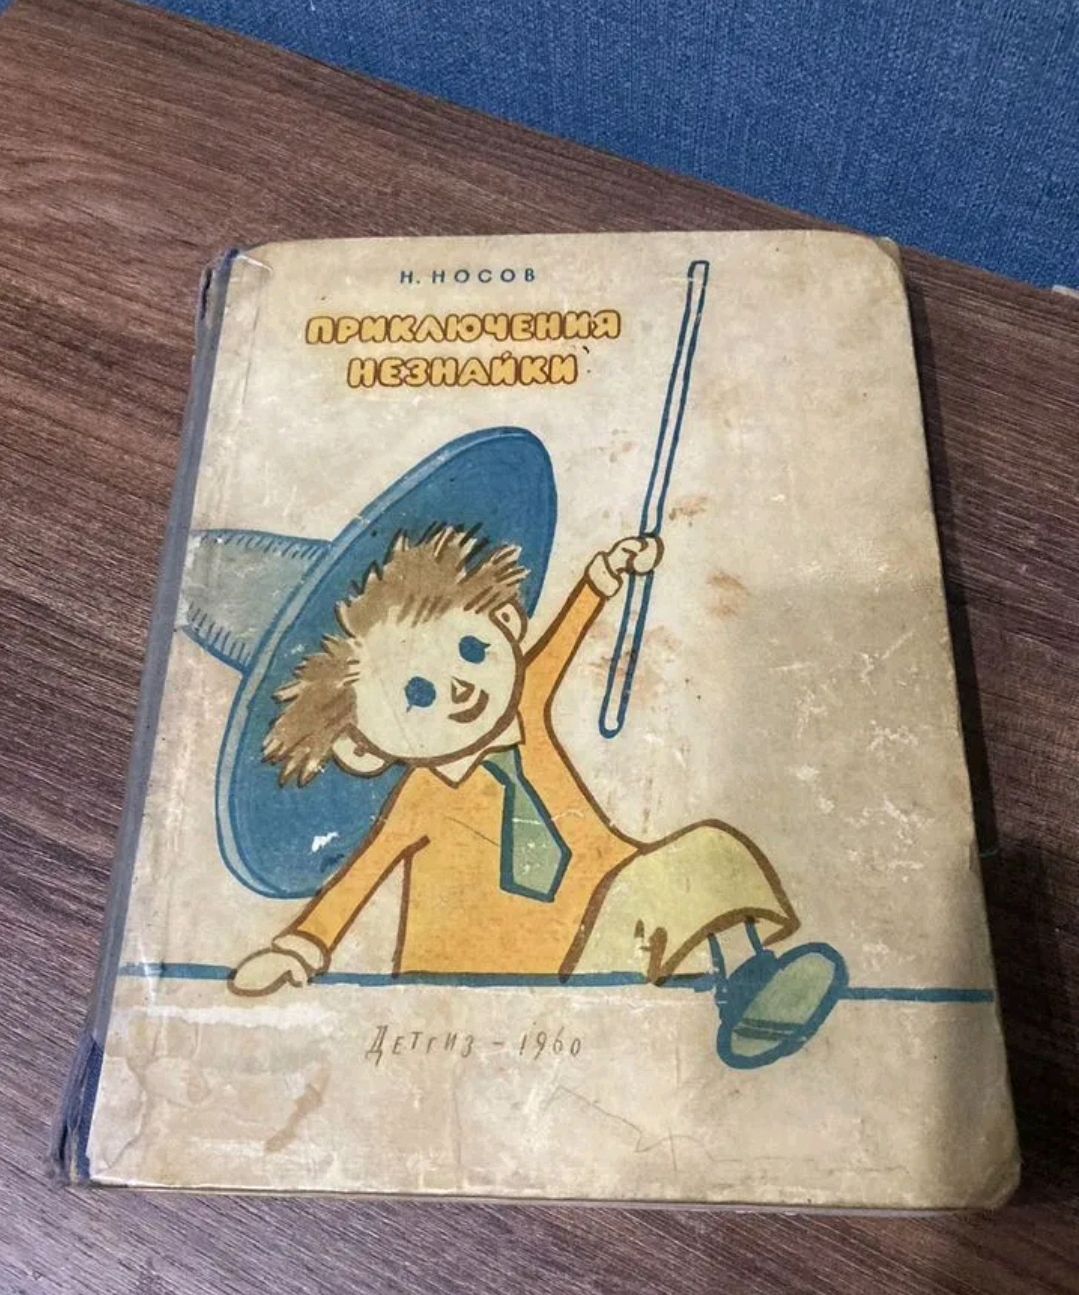 Н. НОСОВ
ПРИКЛЮЧЕНИЯ
НЕЗНАЙКИ
ДЕТГИЗ – 1960